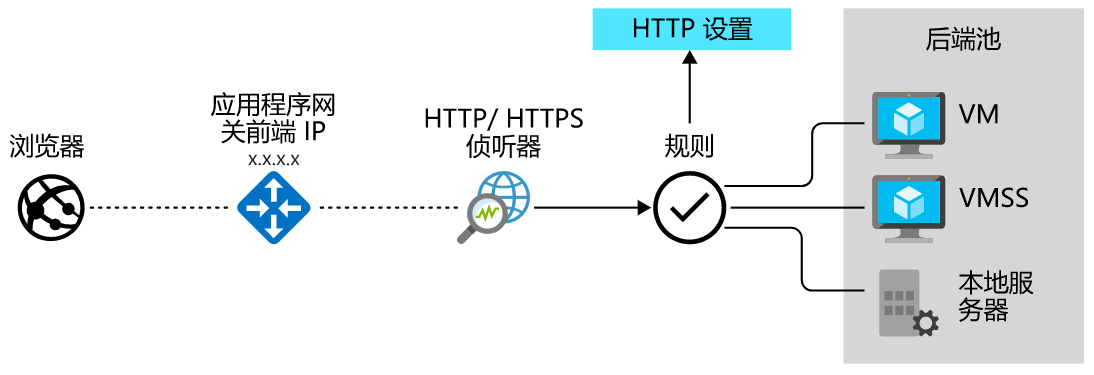 浏览器
应用程序网
关前端 IP
x.x.x.x
HTTP/ HTTPS
侦听器
HTTP 设置
规则
后端池
VM
VMSS
本地服
务器